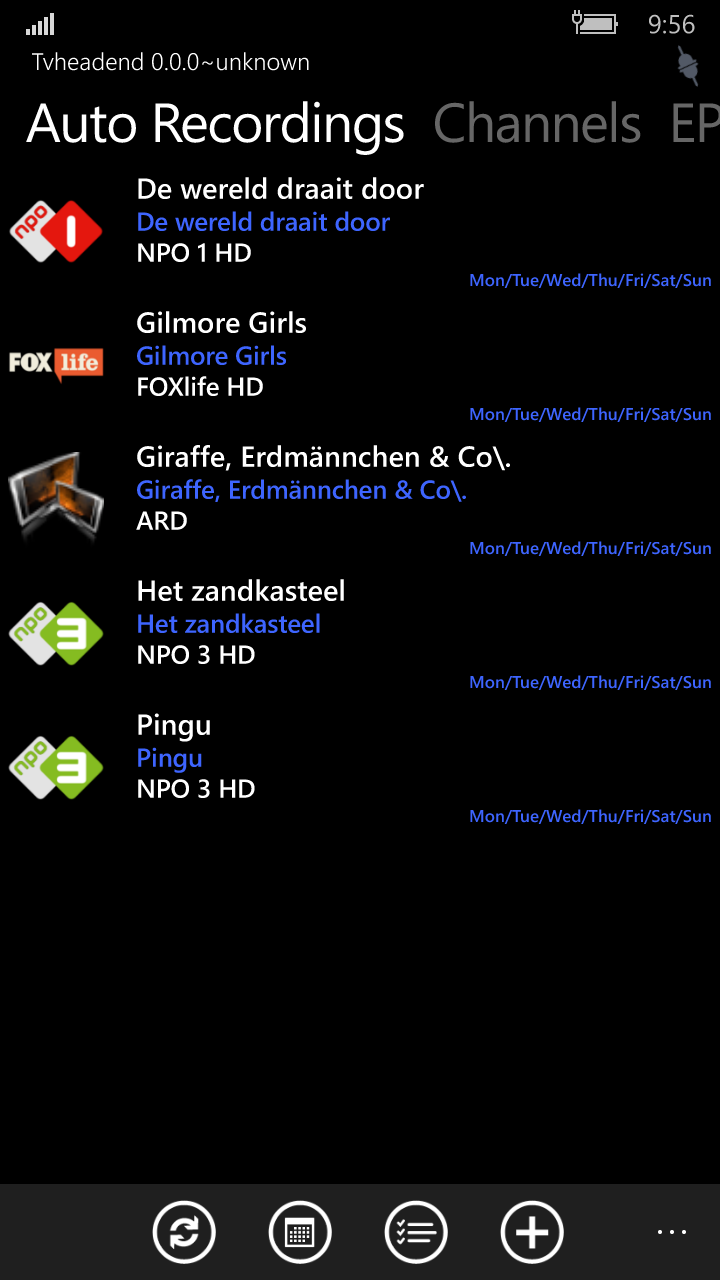 9:56
Tvheadend 0.0.0~unknown
Auto Recordings Channels EP
De wereld draait door
De wereld draait door
npo 1
NPO 1 HD
Mon/Tue/Wed/Thu/Fri/Sat/Sun
Gilmore Girls
Gilmore Girls
FOX life
FOXlife HD
Mon/Tue/Wed/Thu/Fri/Sat/Sun
Giraffe, Erdmännchen & Co\.
Giraffe, Erdmännchen & Co\.
ARD
Mon/Tue/Wed/Thu/Fri/Sat/Sun
Het zandkasteel
Het zandkasteel
npo 3
NPO 3 HD
Mon/Tue/Wed/Thu/Fri/Sat/Sun
Pingu
Pingu
npo 3
NPO 3 HD
Mon/Tue/Wed/Thu/Fri/Sat/Sun
...